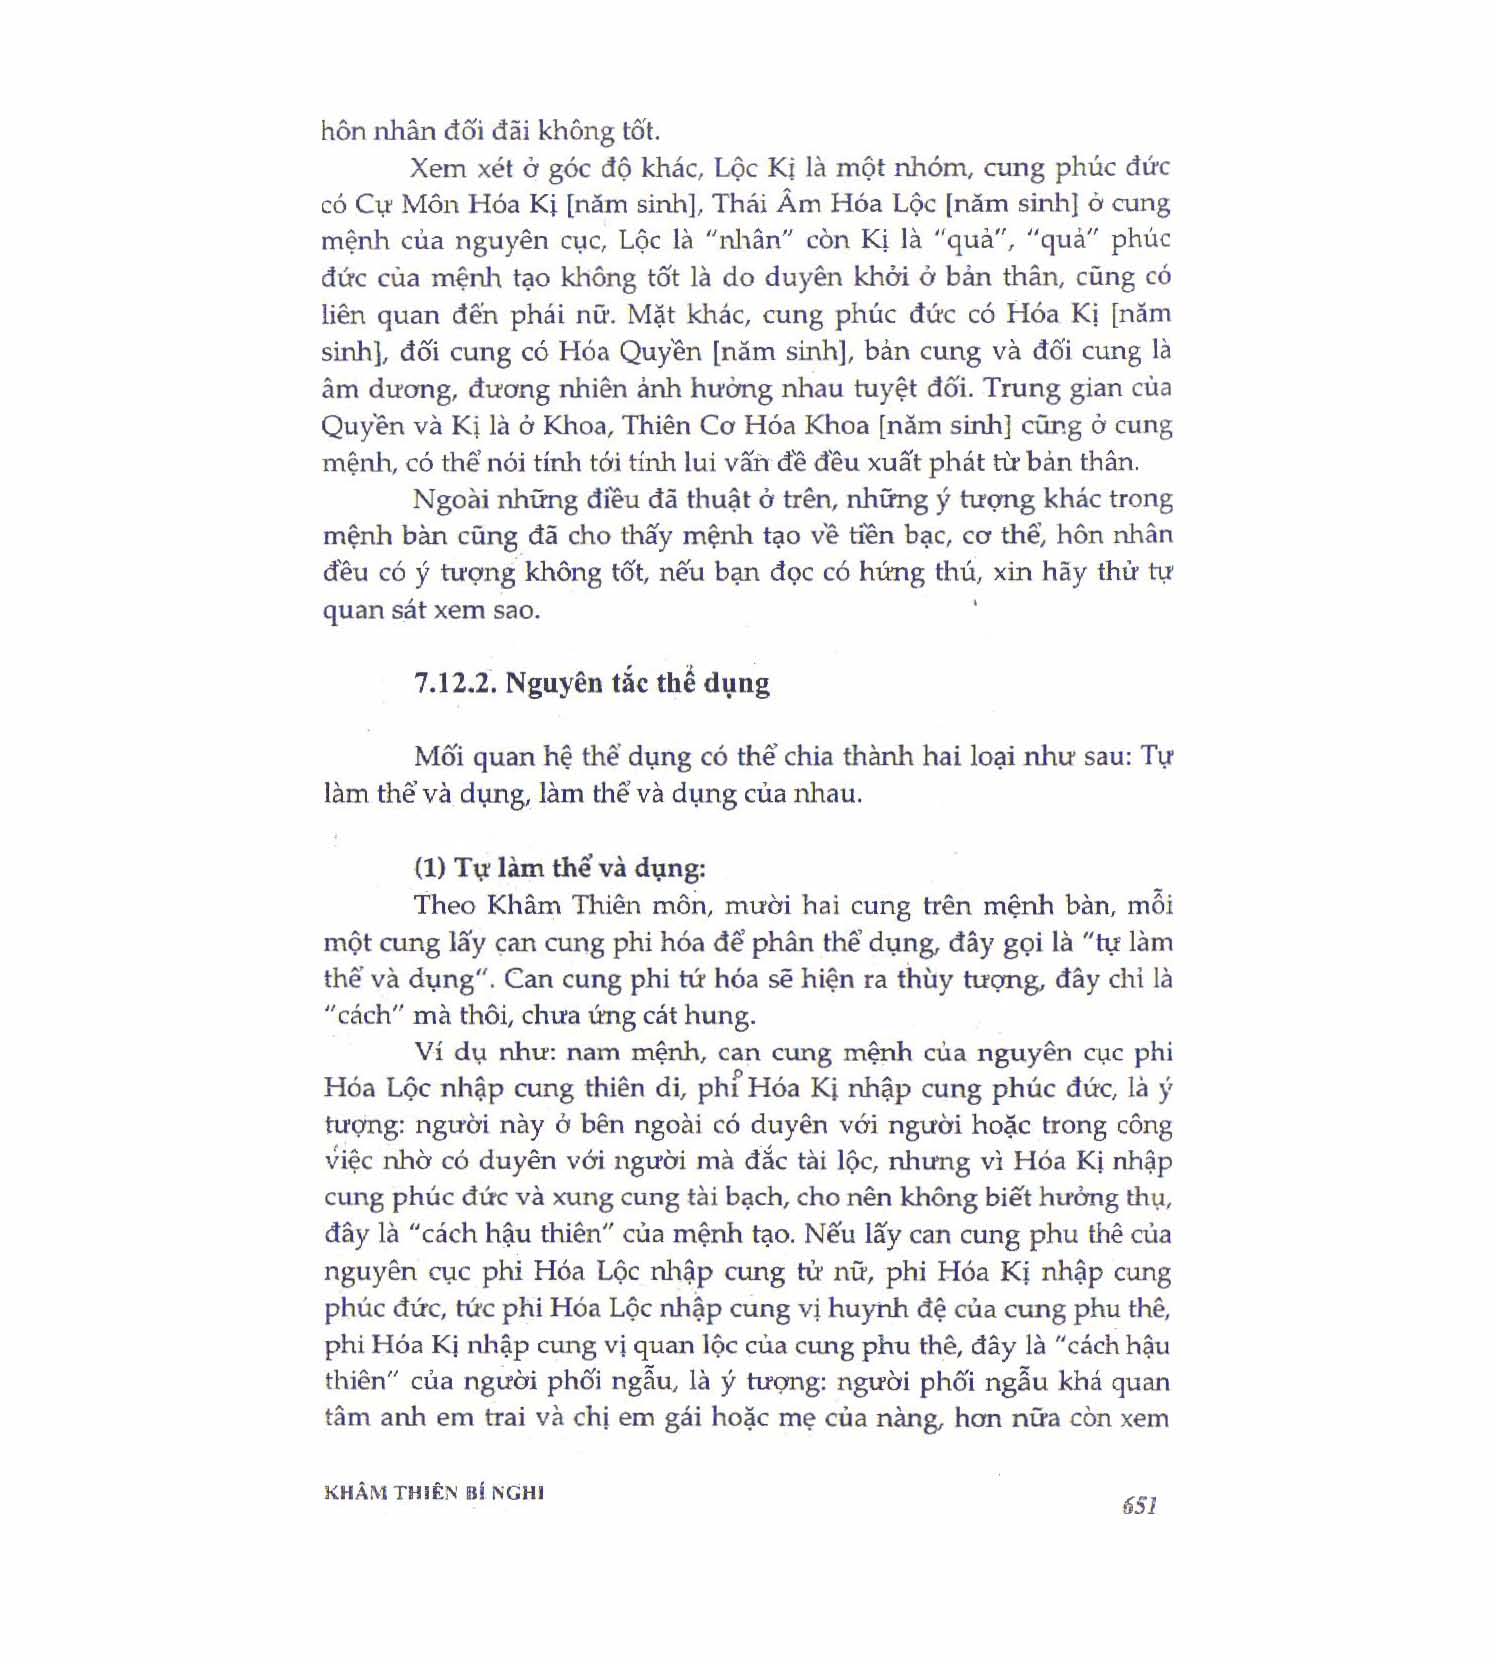 hôn nhân đối đãi không tốt.
Xem xét ở góc độ khác, Lộc Kị là một nhóm, cung phúc đức
có Cự Môn Hóa Kị [năm sinh], Thái Âm Hóa Lộc [năm sinh] ở cung
mệnh của nguyên cục, Lộc là "nhân" còn Kị là "quả", "quả" phúc
đức của mệnh tạo không tốt là do duyên khởi ở bản thân, cũng có
liên quan đến phái nữ. Mặt khác, cung phúc đức có Hóa Kị [năm
sinh], đối cung có Hóa Quyền [năm sinh], bản cung và đối cung là
âm dương, đương nhiên ảnh hưởng nhau tuyệt đối. Trung gian của
Quyền và Kị là ở Khoa, Thiên Cơ Hóa Khoa [năm sinh] cũng ở cung
mệnh, có thể nói tính tới tính lui vấn đề đều xuất phát từ bản thân.
Ngoài những điều đã thuật ở trên, những ý tượng khác trong
mệnh bàn cũng đã cho thấy mệnh tạo về tiền bạc, cơ thể, hôn nhân
đều có ý tượng không tốt, nếu bạn đọc có hứng thú, xin hãy thử tự
quan sát xem sao.
7.12.2. Nguyên tắc thể dụng
Mối quan hệ thể dụng có thể chia thành hai loại như sau: Tự
làm thể và dụng, làm thể và dụng của nhau.
(1) Tự làm thể và dụng:
Theo Khâm Thiên môn, mười hai cung trên mệnh bàn, mỗi
một cung lấy can cung phi hóa để phân thể dụng, đây gọi là "tự làm
thể và dụng". Can cung phi tứ hóa sẽ hiện ra thùy tượng, đây chỉ là
"cách" mà thôi, chưa ứng cát hung.
Ví dụ như: nam mệnh, can cung mệnh của nguyên cục phi
Hóa Lộc nhập cung thiên di, phi Hóa Kị nhập cung phúc đức, là ý
tượng: người này ở bên ngoài có duyên với người hoặc trong công
việc nhờ có duyên với người mà đắc tài lộc, nhưng vì Hóa Kị nhập
cung phúc đức và xung cung tài bạch, cho nên không biết hưởng thụ,
đây là "cách hậu thiên" của mệnh tạo. Nếu lấy can cung phu thê của
nguyên cục phi Hóa Lộc nhập cung tử nữ, phi Hóa Kị nhập cung
phúc đức, tức phi Hóa Lộc nhập cung vị huynh đệ của cung phu thê,
phi Hóa Kị nhập cung vị quan lộc của cung phu thê, đây là "cách hậu
thiên" của người phối ngẫu, là ý tượng: người phối ngẫu khá quan
tâm anh em trai và chị em gái hoặc mẹ của nàng, hơn nữa còn xem
KHÂM THIÊN BÍ NGHI
651